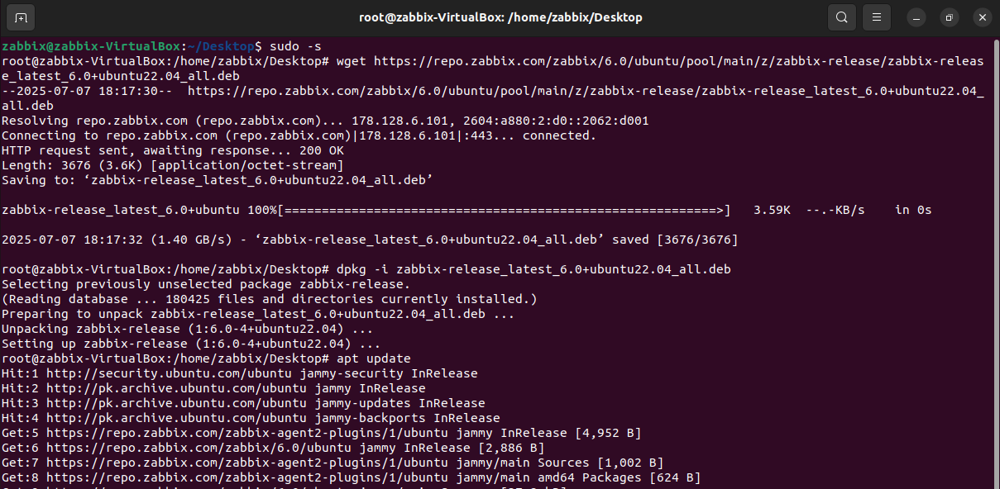 root@zabbix-VirtualBox: /home/zabbix/Desktop
zabbix@zabbix-VirtualBox:~/Desktop$ sudo -s
root@zabbix-VirtualBox:/home/zabbix/Desktop# wget https://repo.zabbix.com/zabbix/6.0/ubuntu/pool/main/z/zabbix-release/zabbix-releas
e_latest_6.0+ubuntu22.04_all.deb
--2025-07-07 18:17:30--  https://repo.zabbix.com/zabbix/6.0/ubuntu/pool/main/z/zabbix-release/zabbix-release_latest_6.0+ubuntu22.04_
all.deb
Resolving repo.zabbix.com (repo.zabbix.com)... 178.128.6.101, 2604:a880:2:d0::2062:d001
Connecting to repo.zabbix.com (repo.zabbix.com)|178.128.6.101|:443... connected.
HTTP request sent, awaiting response... 200 OK
Length: 3676 (3.6K) [application/octet-stream]
Saving to: ‘zabbix-release_latest_6.0+ubuntu22.04_all.deb’
zabbix-release_latest_6.0+ubuntu 100%[==========================================================>]   3.59K  --.-KB/s    in 0s
2025-07-07 18:17:32 (1.40 GB/s) - ‘zabbix-release_latest_6.0+ubuntu22.04_all.deb’ saved [3676/3676]
root@zabbix-VirtualBox:/home/zabbix/Desktop# dpkg -i zabbix-release_latest_6.0+ubuntu22.04_all.deb
Selecting previously unselected package zabbix-release.
(Reading database ... 180425 files and directories currently installed.)
Preparing to unpack zabbix-release_latest_6.0+ubuntu22.04_all.deb ...
Unpacking zabbix-release (1:6.0-4+ubuntu22.04) ...
Setting up zabbix-release (1:6.0-4+ubuntu22.04) ...
root@zabbix-VirtualBox:/home/zabbix/Desktop# apt update
Hit:1 http://security.ubuntu.com/ubuntu jammy-security InRelease
Hit:2 http://pk.archive.ubuntu.com/ubuntu jammy InRelease
Hit:3 http://pk.archive.ubuntu.com/ubuntu jammy-updates InRelease
Hit:4 http://pk.archive.ubuntu.com/ubuntu jammy-backports InRelease
Get:5 https://repo.zabbix.com/zabbix-agent2-plugins/1/ubuntu jammy InRelease [4,952 B]
Get:6 https://repo.zabbix.com/zabbix/6.0/ubuntu jammy InRelease [2,886 B]
Get:7 https://repo.zabbix.com/zabbix-agent2-plugins/1/ubuntu jammy/main Sources [1,002 B]
Get:8 https://repo.zabbix.com/zabbix-agent2-plugins/1/ubuntu jammy/main amd64 Packages [624 B]